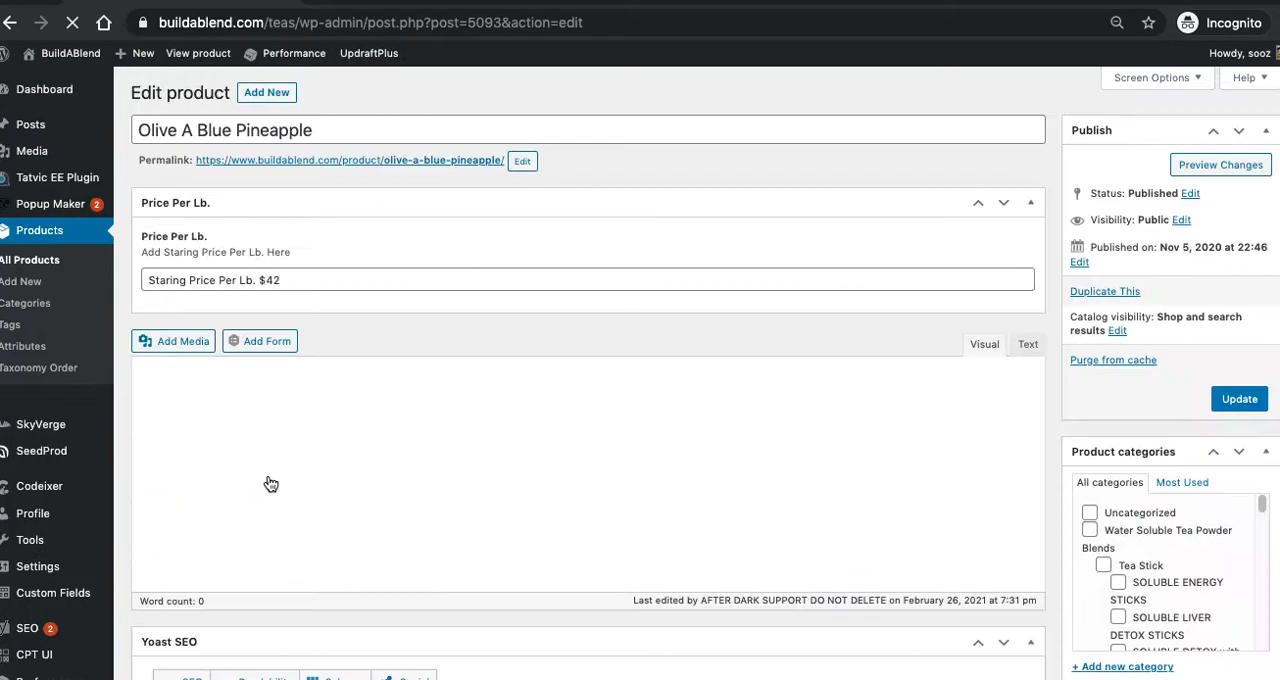 buildablend.com/teas/wp-admin/post.php?post=5093&action=edit
Incognito
BuildABlend
New
View product
Performance
UpdraftPlus
Howdy, sooz
Screen Options
Help
Dashboard
Posts
Media
Tatvic EE Plugin
Popup Maker 2
Products
All Products
Add New
Categories
Tags
Attributes
Taxonomy Order
SkyVerge
SeedProd
Codeixer
Profile
Tools
Settings
Custom Fields
SEO 2
CPT UI
Edit product
Add New
Olive A Blue Pineapple
Permalink: https://www.buildablend.com/product/olive-a-blue-pineapple/ Edit
Price Per Lb.
Price Per Lb.
Add Staring Price Per Lb. Here
Staring Price Per Lb. $42
Add Media
Add Form
Visual
Text
Word count: 0
Last edited by AFTER DARK SUPPORT DO NOT DELETE on February 26, 2021 at 7:31 pm
Yoast SEO
Publish
Preview Changes
Status: Published Edit
Visibility: Public Edit
Published on: Nov 5, 2020 at 22:46
Edit
Duplicate This
Catalog visibility: Shop and search
results Edit
Purge from cache
Update
Product categories
All categories
Most Used
Uncategorized
Water Soluble Tea Powder
Blends
Tea Stick
SOLUBLE ENERGY
STICKS
SOLUBLE LIVER
DETOX STICKS
SOLUBLE DETOX with
+ Add new category